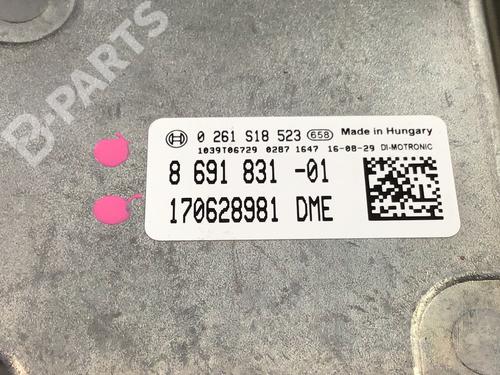 B-PARTS
0 261 S18 523 658 Made in Hungary
1039T06729 02B7 1647 16-08-29 DI-MOTRONIC
8 691 831 -01
170628981 DME